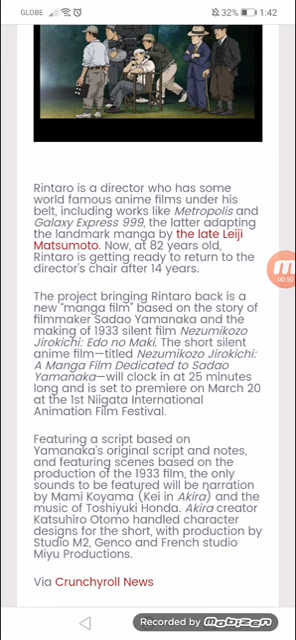 GLOBE 32% 1:42
Rintaro is a director who has some
world famous anime films under his
belt, including works like Metropolis and
Galaxy Express 999, the latter adapting
the landmark manga by the late Leiji
Matsumoto. Now, at 82 years old,
Rintaro is getting ready to return to the
director's chair after 14 years.
00:50
The project bringing Rintaro back is a
new "manga film" based on the story of
filmmaker Sadao Yamanaka and the
making of 1933 silent film Nezumikozo
Jirokichi: Edo no Maki. The short silent
anime film—titled Nezumikozo Jirokichi:
A Manga Film Dedicated to Sadao
Yamanaka—will clock in at 25 minutes
long and is set to premiere on March 20
at the 1st Niigata International
Animation Film Festival.
Featuring a script based on
Yamanaka's original script and notes,
and featuring scenes based on the
production of the 1933 film, the only
sounds to be featured will be narration
by Mami Koyama (Kei in Akira) and the
music of Toshiyuki Honda. Akira creator
Katsuhiro Otomo handled character
designs for the short, with production by
Studio M2, Genco and French studio
Miyu Productions.
Via Crunchyroll News
Recorded by mobizen